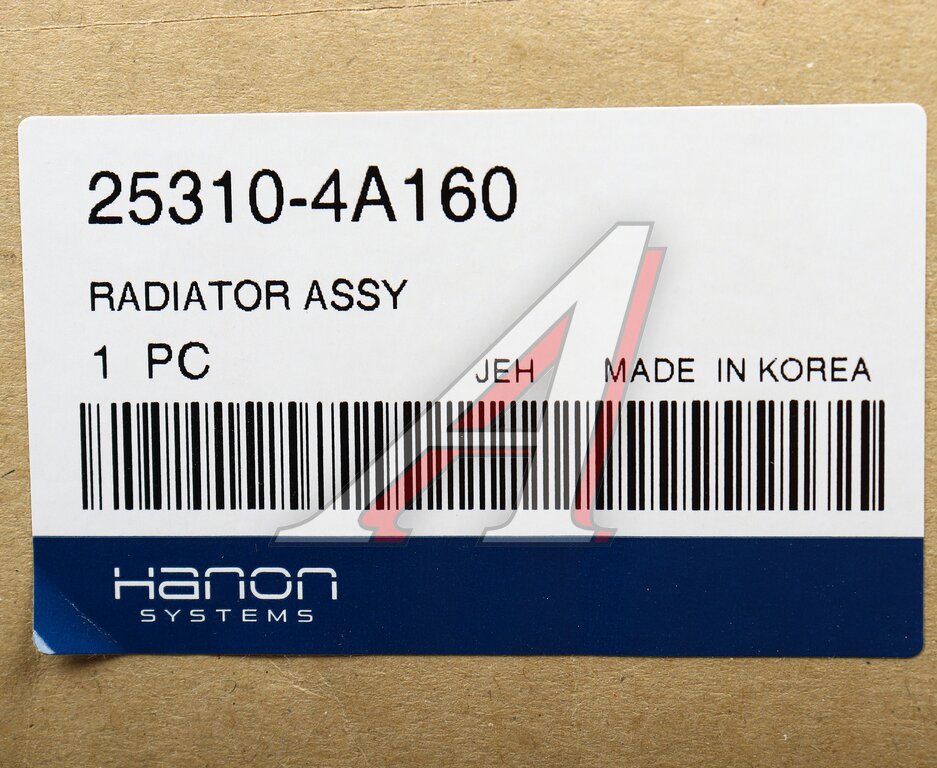 25310-4A160
RADIATOR ASSY
1 PC JEH MADE IN KOREA
A
Hanon
SYSTEMS